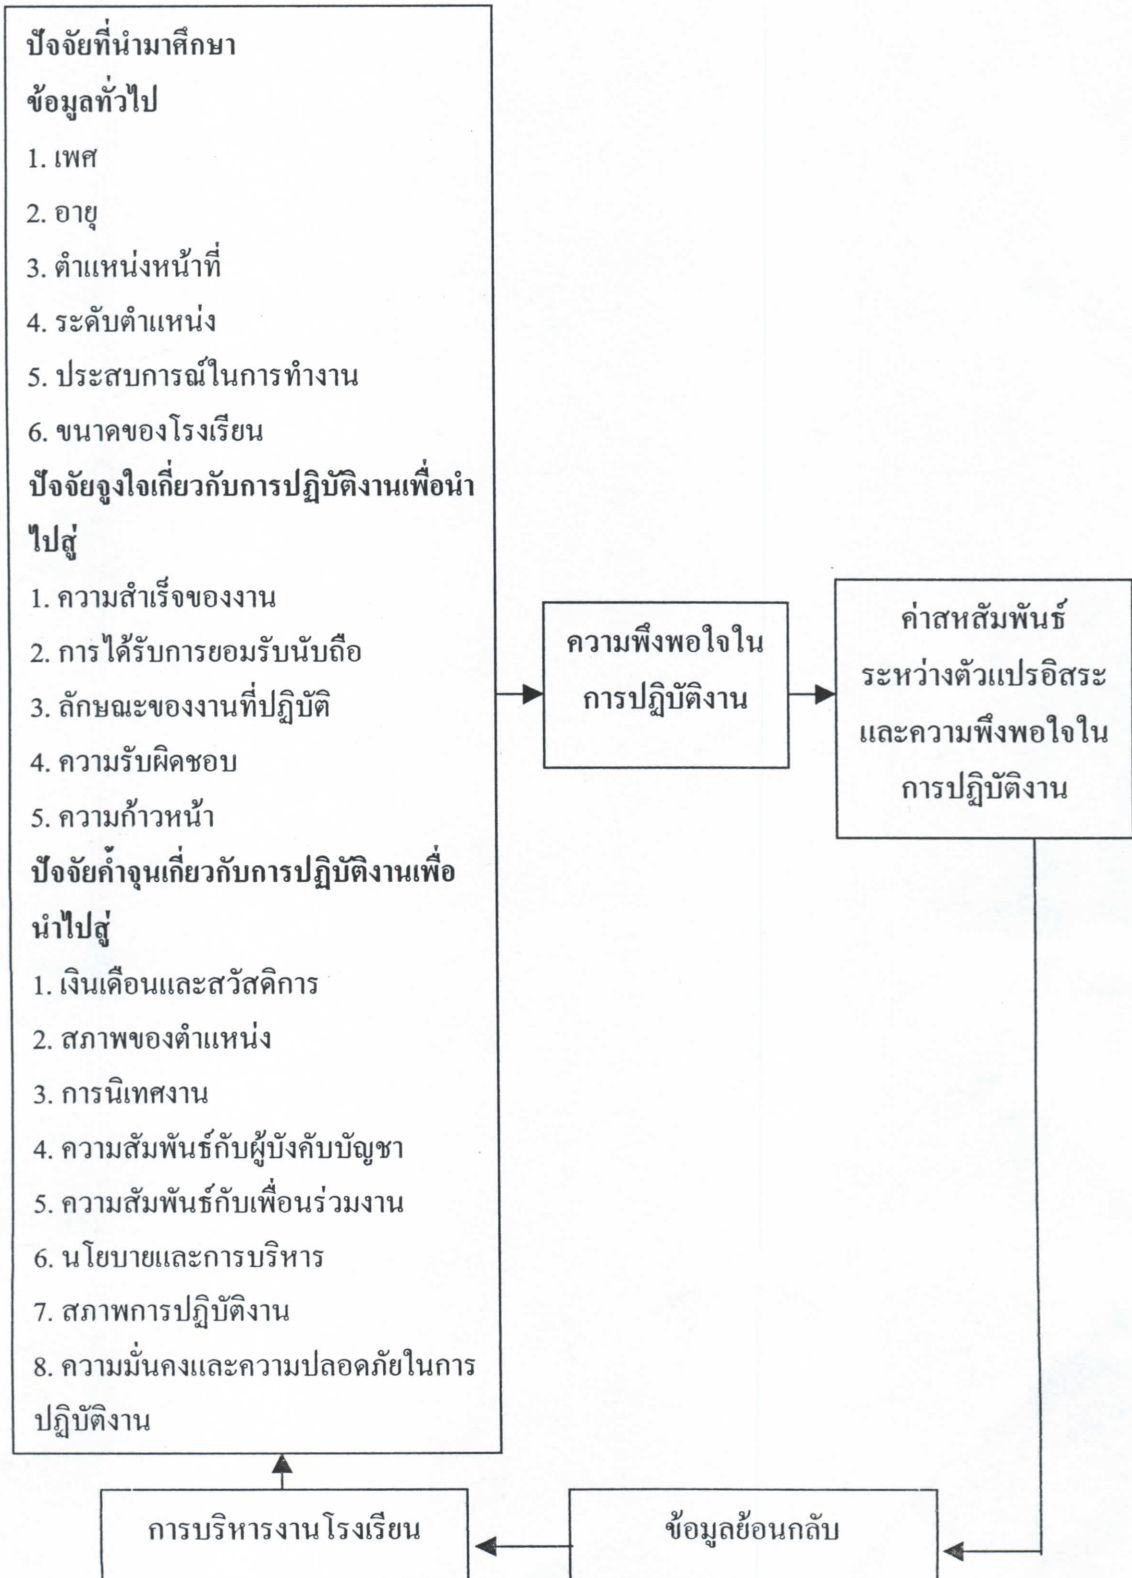 ปัจจัยที่นำมาศึกษา
ข้อมูลทั่วไป
1. เพศ
2. อายุ
3. ตำแหน่งหน้าที่
4. ระดับตำแหน่ง
5. ประสบการณ์ในการทำงาน
6. ขนาดของโรงเรียน
ปัจจัยจูงใจเกี่ยวกับการปฏิบัติงานเพื่อนำ
ไปสู่
1. ความสำเร็จของงาน
2. การได้รับการยอมรับนับถือ
3. ลักษณะของงานที่ปฏิบัติ
4. ความรับผิดชอบ
5. ความก้าวหน้า
ปัจจัยค้ำจุนเกี่ยวกับการปฏิบัติงานเพื่อ
นำไปสู่
1. เงินเดือนและสวัสดิการ
2. สภาพของตำแหน่ง
3. การนิเทศงาน
4. ความสัมพันธ์กับผู้บังคับบัญชา
5. ความสัมพันธ์กับเพื่อนร่วมงาน
6. นโยบายและการบริหาร
7. สภาพการปฏิบัติงาน
8. ความมั่นคงและความปลอดภัยในการ
ปฏิบัติงาน
ความพึงพอใจใน
การปฏิบัติงาน
ค่าสหสัมพันธ์
ระหว่างตัวแปรอิสระ
และความพึงพอใจใน
การปฏิบัติงาน
ข้อมูลย้อนกลับ
การบริหารงานโรงเรียน